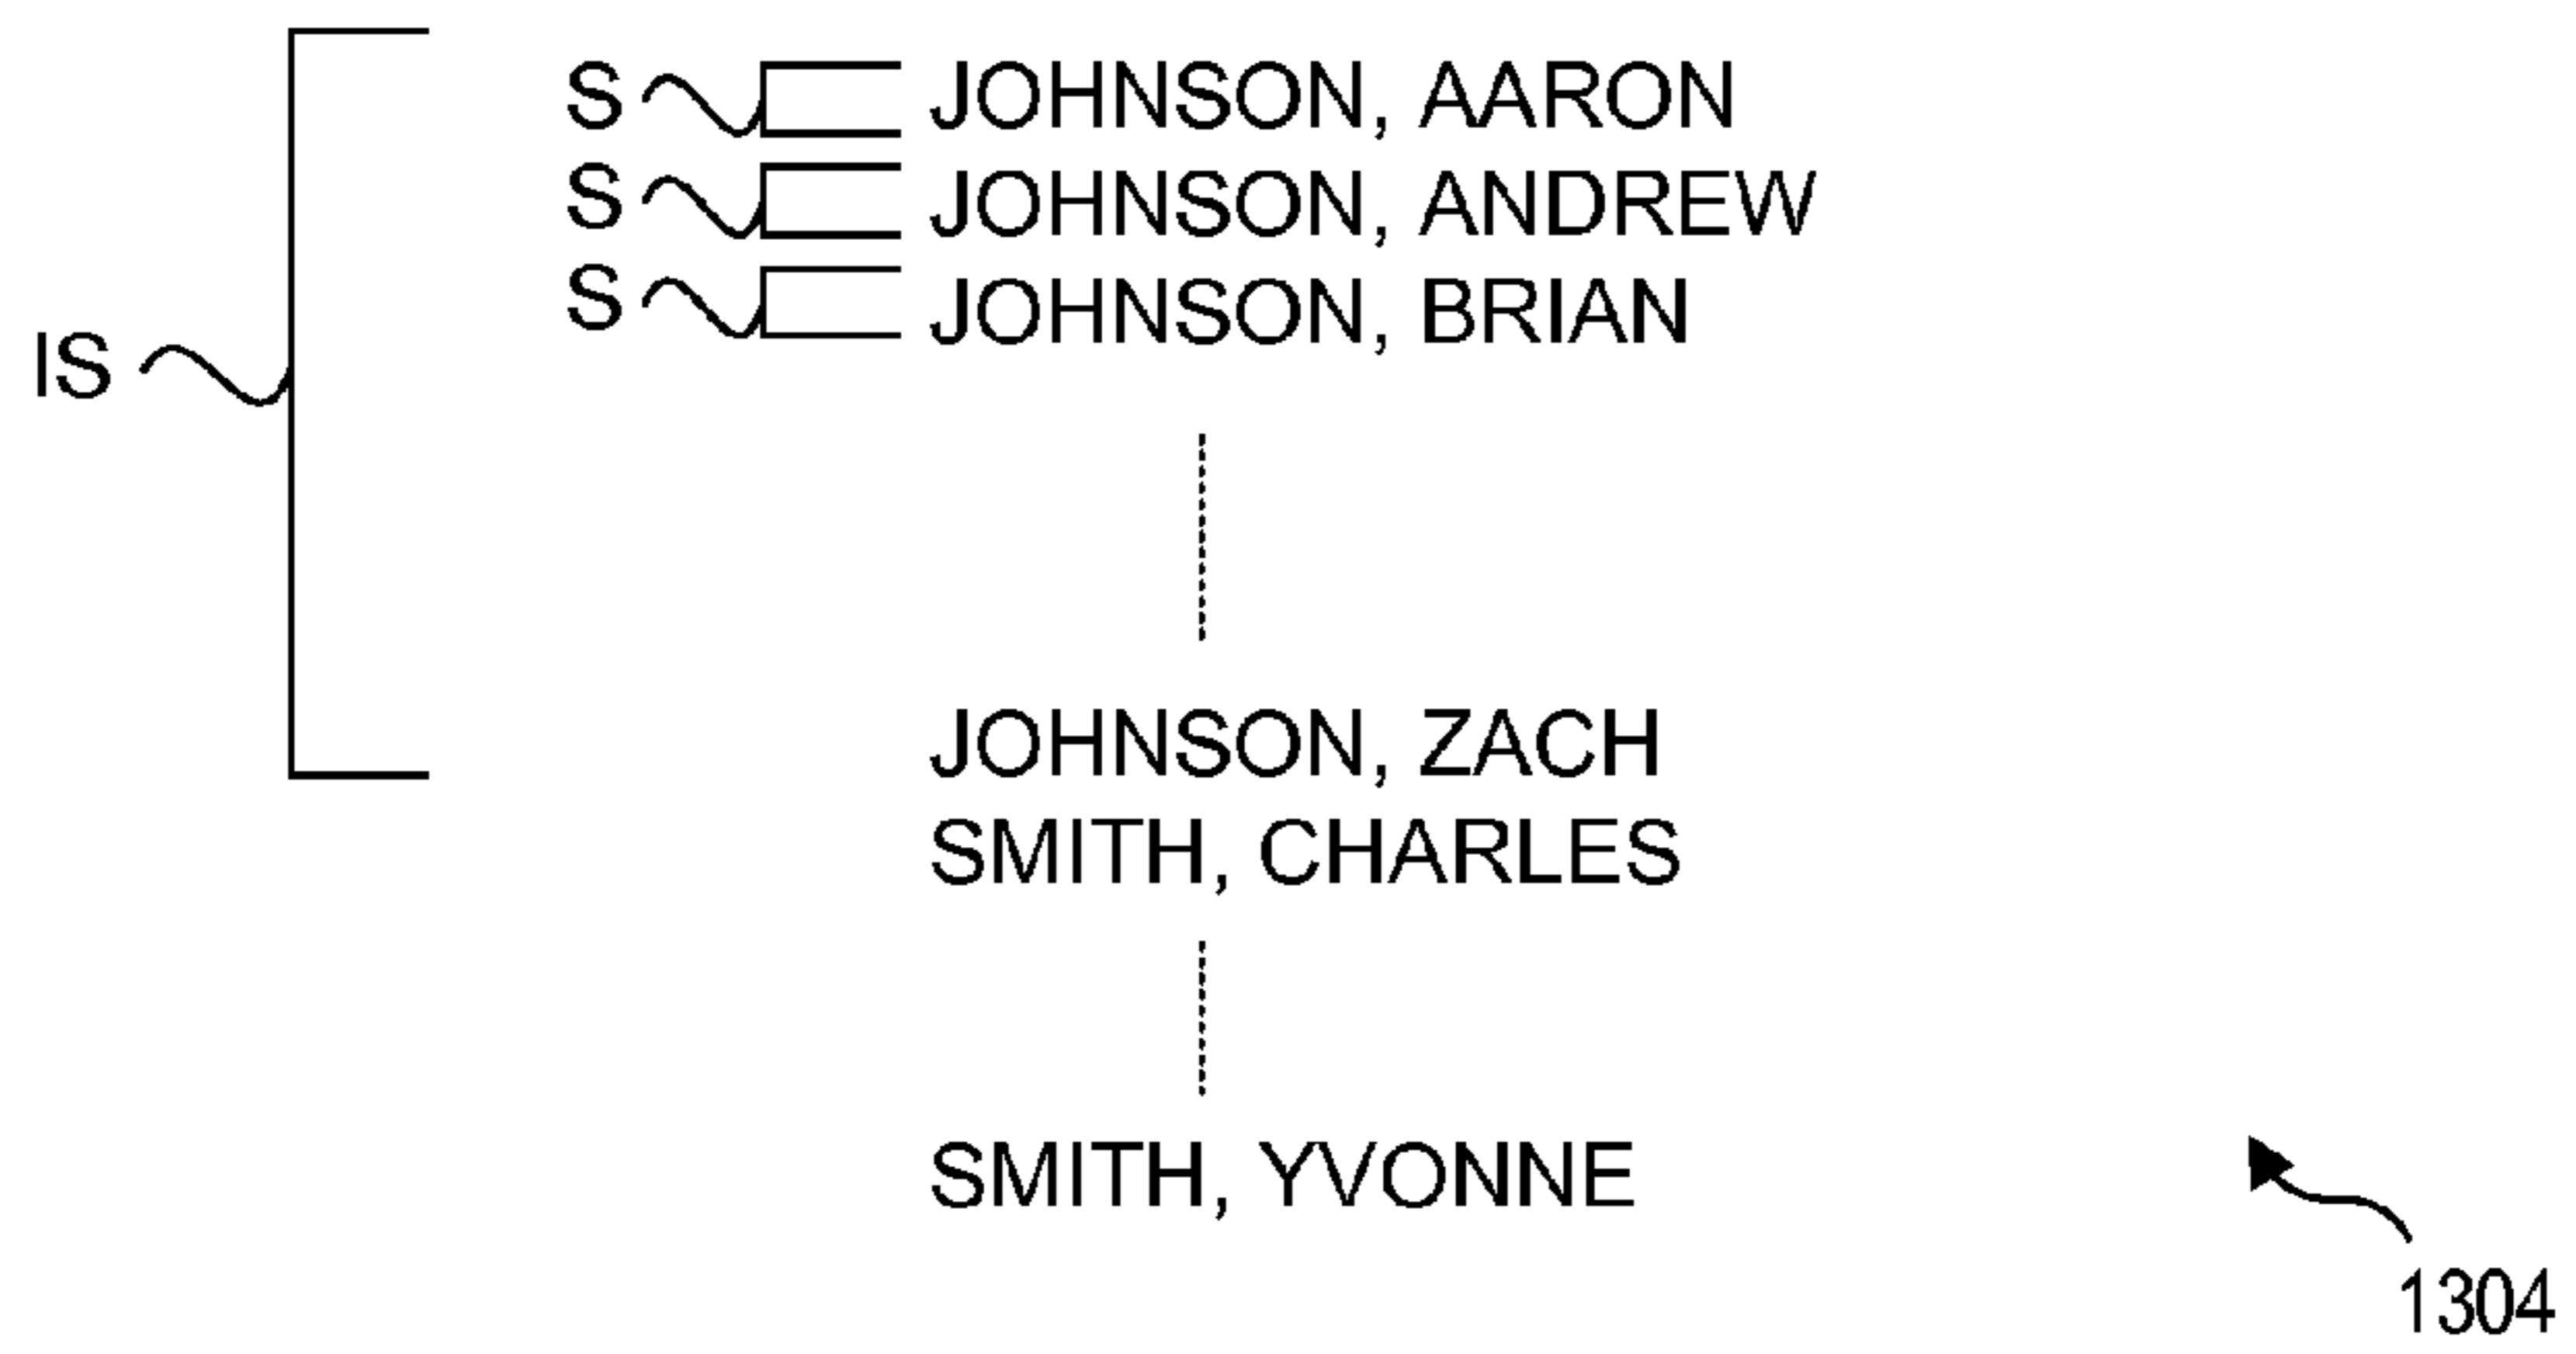 S JOHNSON, AARON
S JOHNSON, ANDREW
S JOHNSON, BRIAN
IS
JOHNSON, ZACH
SMITH, CHARLES
SMITH, YVONNE
1304